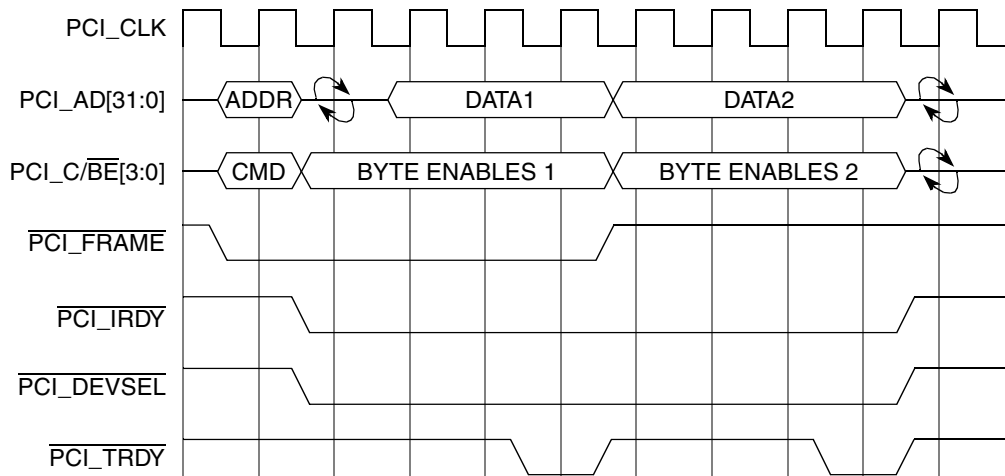 PCI_CLK
PCI_AD[31:0] ADDR DATA1 DATA2
PCI_C/BE[3:0] CMD BYTE ENABLES 1 BYTE ENABLES 2
PCI_FRAME
PCI_IRDY
PCI_DEVSEL
PCI_TRDY